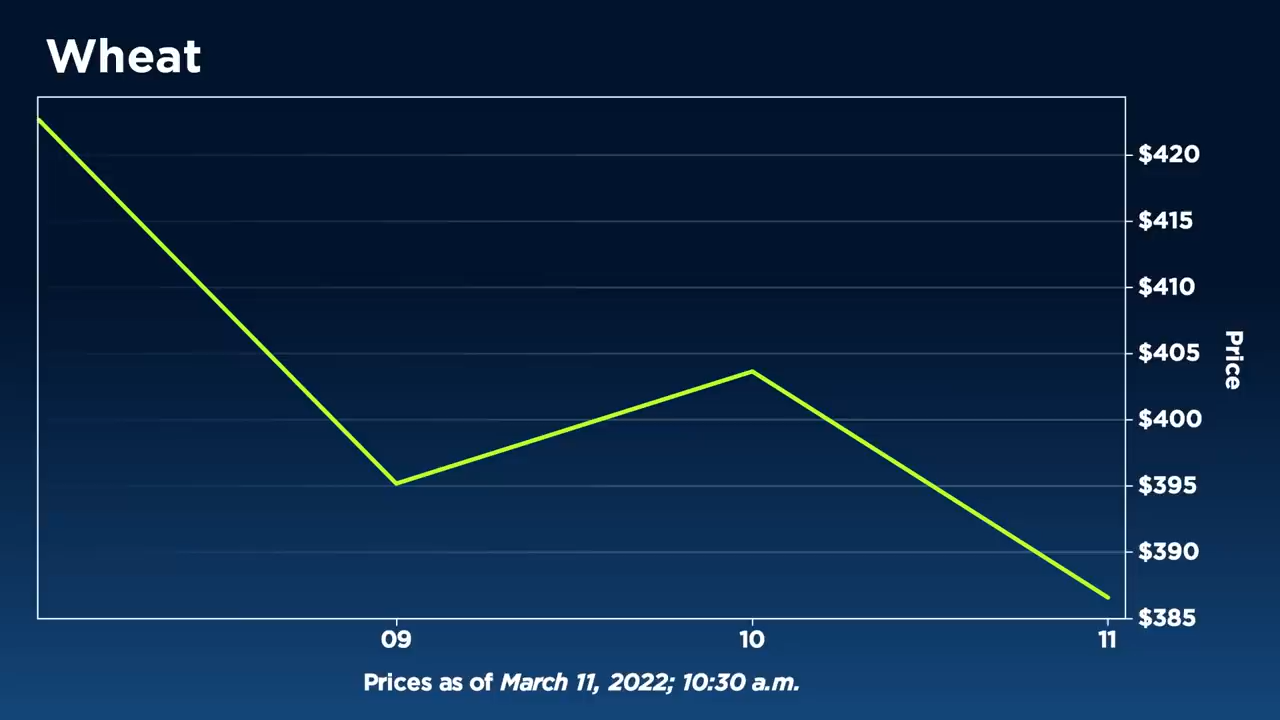 Wheat
$420
$415
$410
$405
$400
$395
$390
$385
Price
09 10 11
Prices as of March 11, 2022; 10:30 a.m.